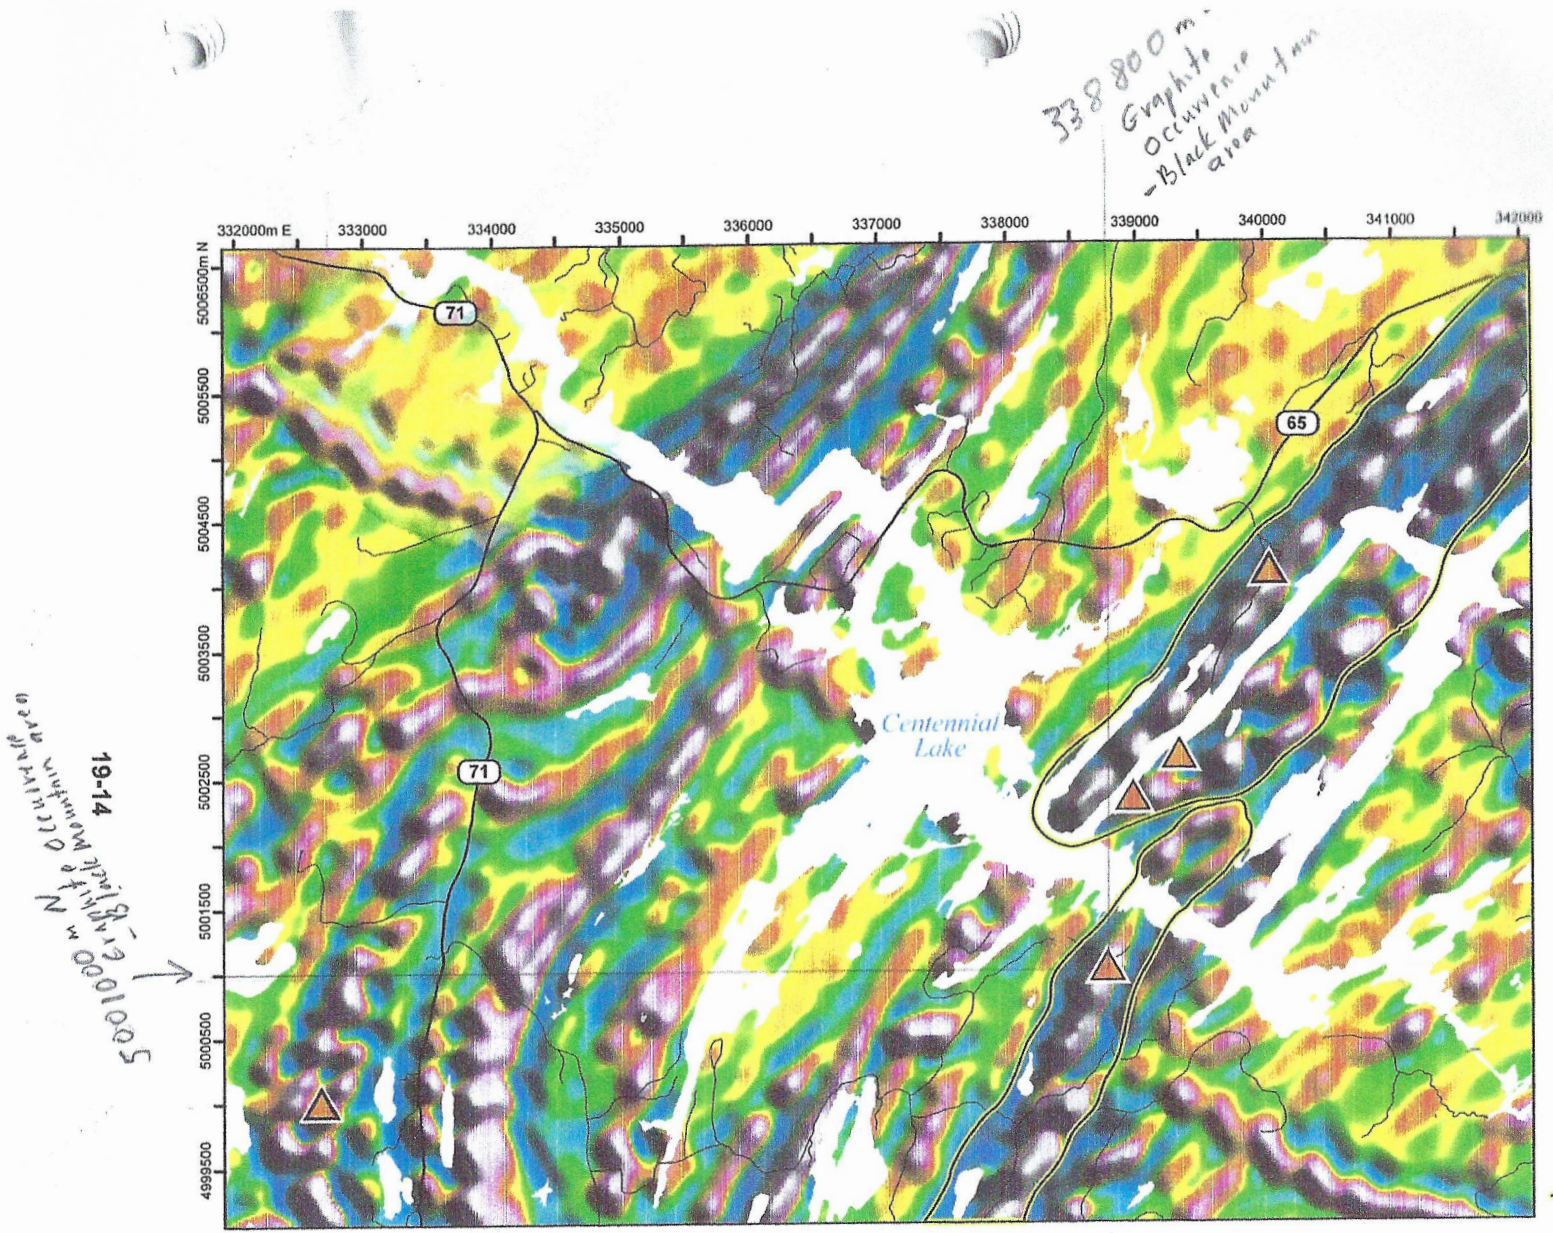 338800 m
Graphite
occurrence
- Black Mountain
area
332000m E
333000
334000
335000
336000
337000
338000
339000
340000
341000
342000
5006500m N
5005500
5004500
5003500
5002500
5001500
5000500
4999500
71
65
71
Centennial
Lake
19-14
5001000 m N
Graphite Occurrence
- Black mountain area